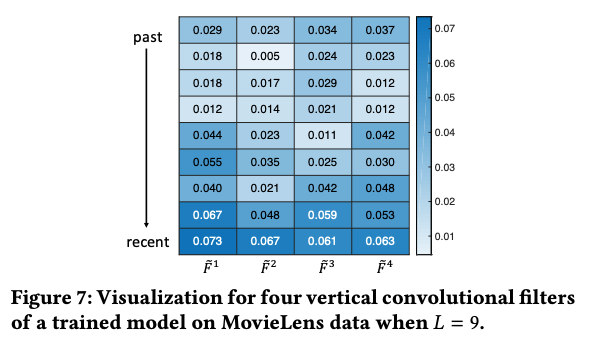 past
0.029 0.023 0.034 0.037
0.018 0.005 0.024 0.023
0.018 0.017 0.029 0.012
0.012 0.014 0.021 0.012
0.044 0.023 0.011 0.042
0.055 0.035 0.025 0.030
0.040 0.021 0.042 0.048
0.067 0.048 0.059 0.053
recent 0.073 0.067 0.061 0.063
F̃¹ F̃² F̃³ F̃⁴
0.07
0.06
0.05
0.04
0.03
0.02
0.01
Figure 7: Visualization for four vertical convolutional filters
of a trained model on MovieLens data when L = 9.